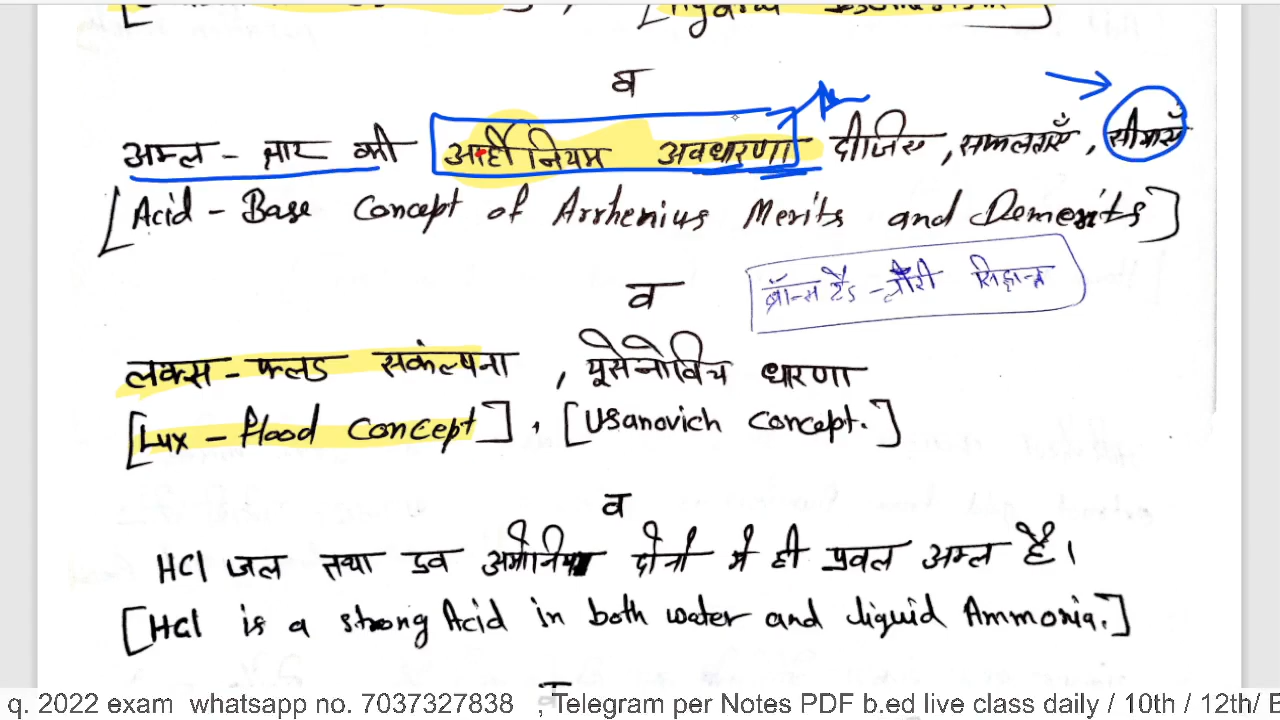 व
अम्ल - क्षार की आर्हीनियम अवधारणा दीजिए, सफलताएँ, सीमाएँ
[Acid - Base Concept of Arrhenius Merits and Demerits]
ब्रॉन्स्टैड - लौरी सिद्धान्त
व
लक्स - फ्लड संकल्पना , यूसेनोविच धारणा
[Lux - Flood Concept] , [Usanovich Concept.]
व
HCl जल तथा द्रव अमोनिया दोनों में ही प्रबल अम्ल है।
[HCl is a strong Acid in both water and liquid Ammonia.]
q. 2022 exam whatsapp no. 7037327838 , Telegram per Notes PDF b.ed live class daily / 10th / 12th/